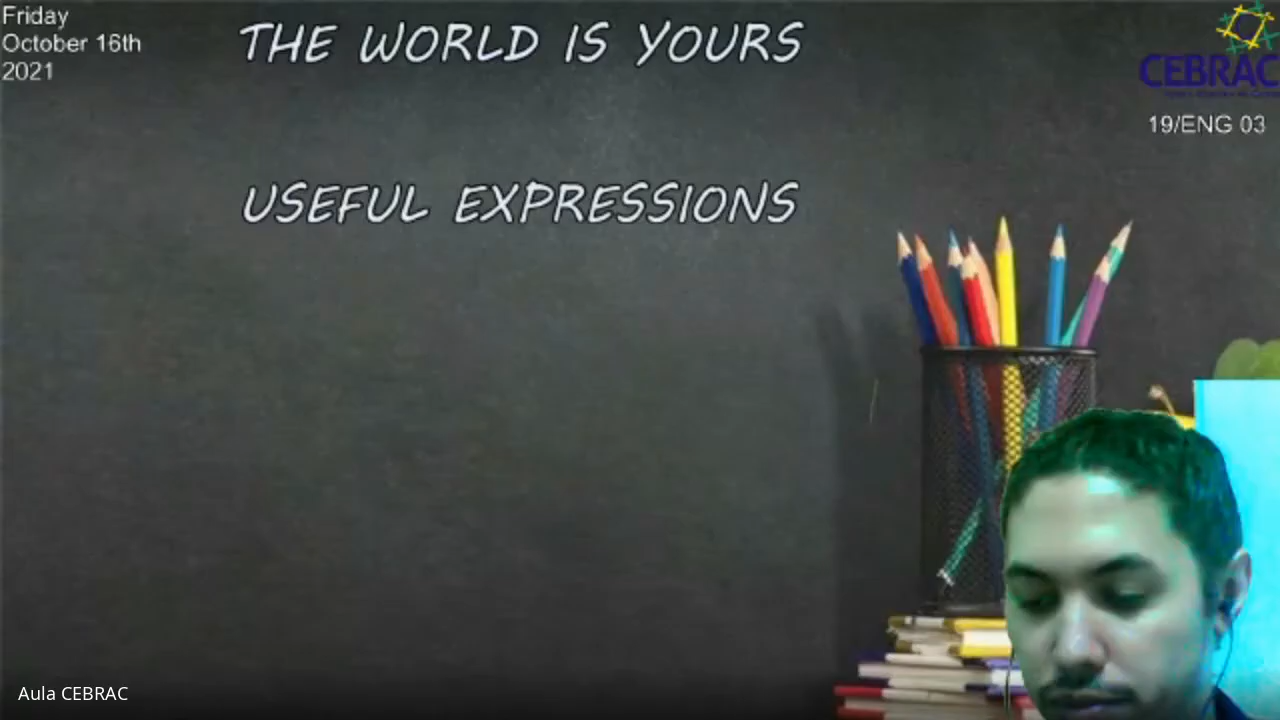 Friday
October 16th
2021
THE WORLD IS YOURS
CEBRAC
19/ENG 03
USEFUL EXPRESSIONS
Aula CEBRAC